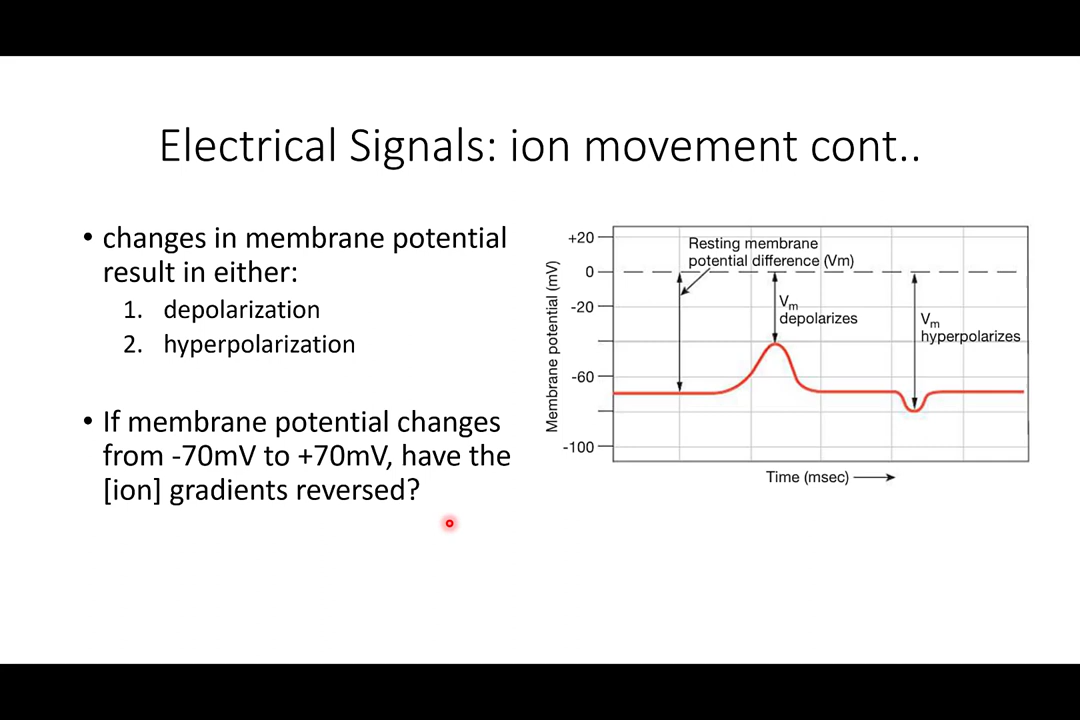 Electrical Signals: ion movement cont..
• changes in membrane potential
result in either:
1. depolarization
2. hyperpolarization
• If membrane potential changes
from -70mV to +70mV, have the
[ion] gradients reversed?
Membrane potential (mV)
+20
0
-20
-60
-100
Resting membrane
potential difference (Vm)
Vm
depolarizes
Vm
hyperpolarizes
Time (msec)